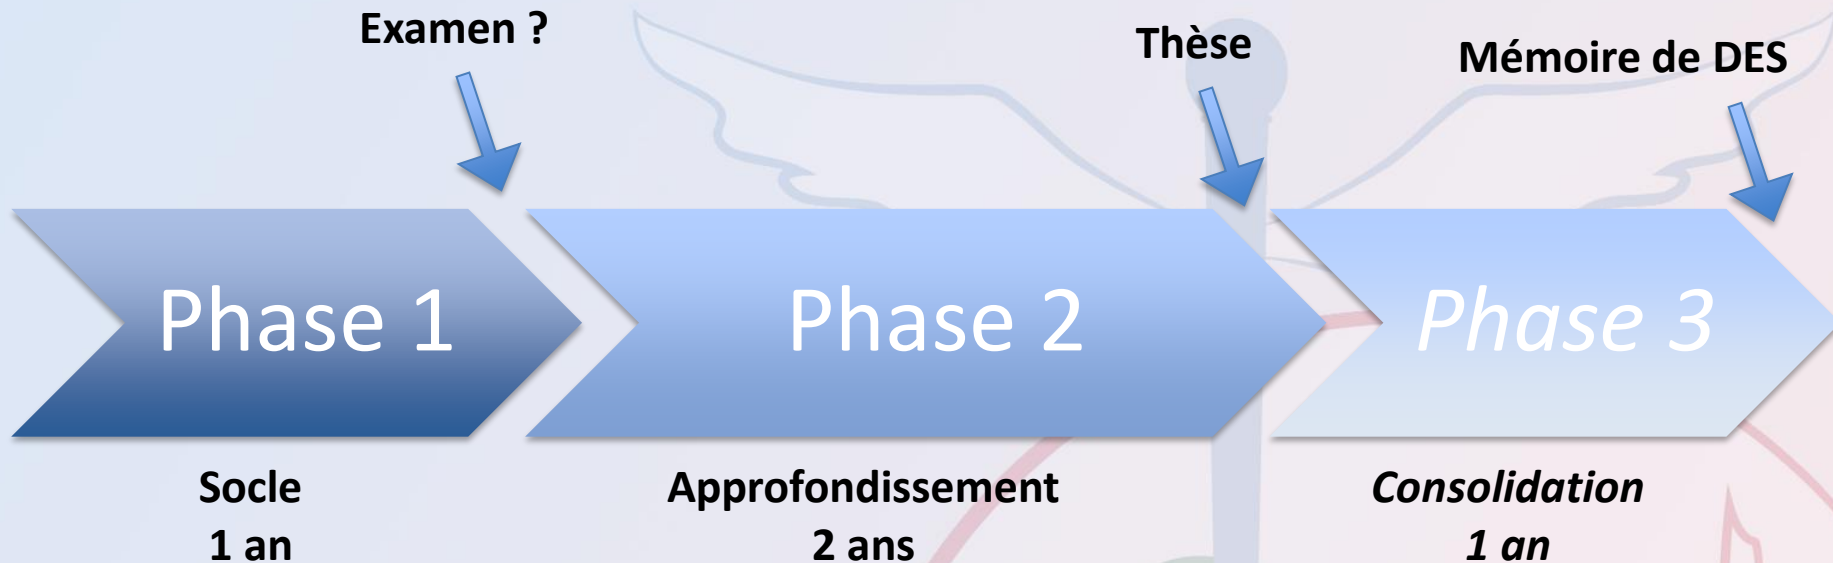 Examen ?
Thèse
Mémoire de DES
Phase 1
Phase 2
Phase 3
Socle
1 an
Approfondissement
2 ans
Consolidation
1 an